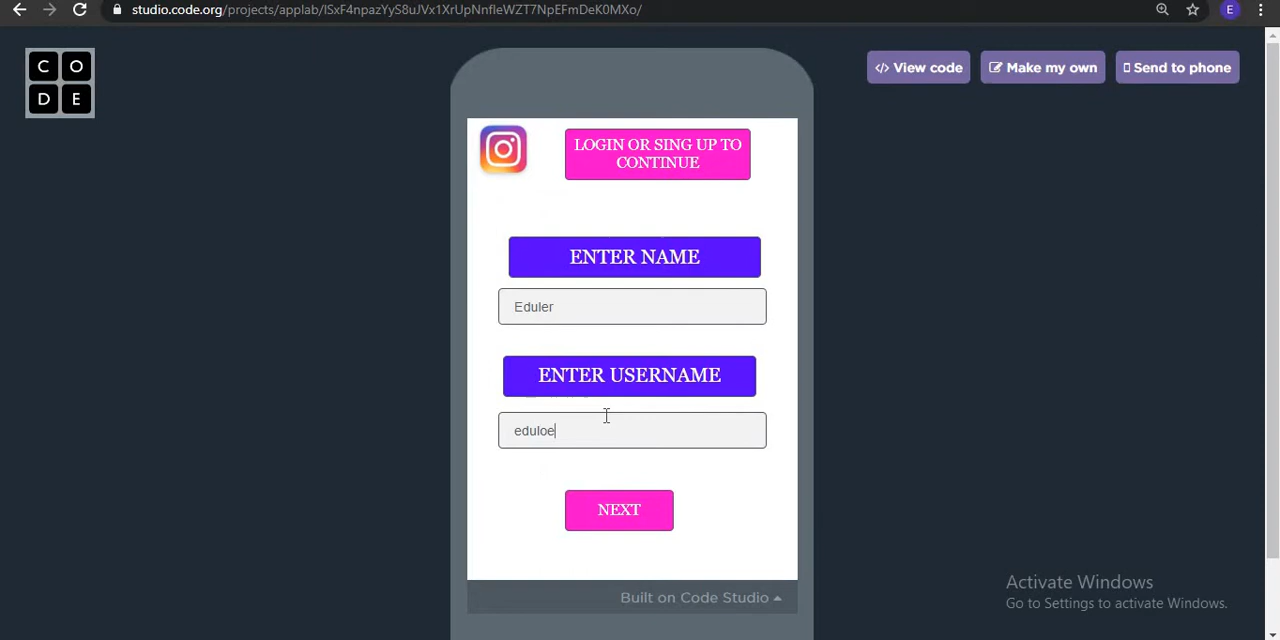 studio.code.org/projects/applab/lSxF4npazYyS8uJVx1XrUpNnfleWZT7NpEFmDeK0MXo/
E
C O
D E
View code
Make my own
Send to phone
LOGIN OR SING UP TO
CONTINUE
ENTER NAME
Eduler
ENTER USERNAME
eduloe
NEXT
Built on Code Studio
Activate Windows
Go to Settings to activate Windows.